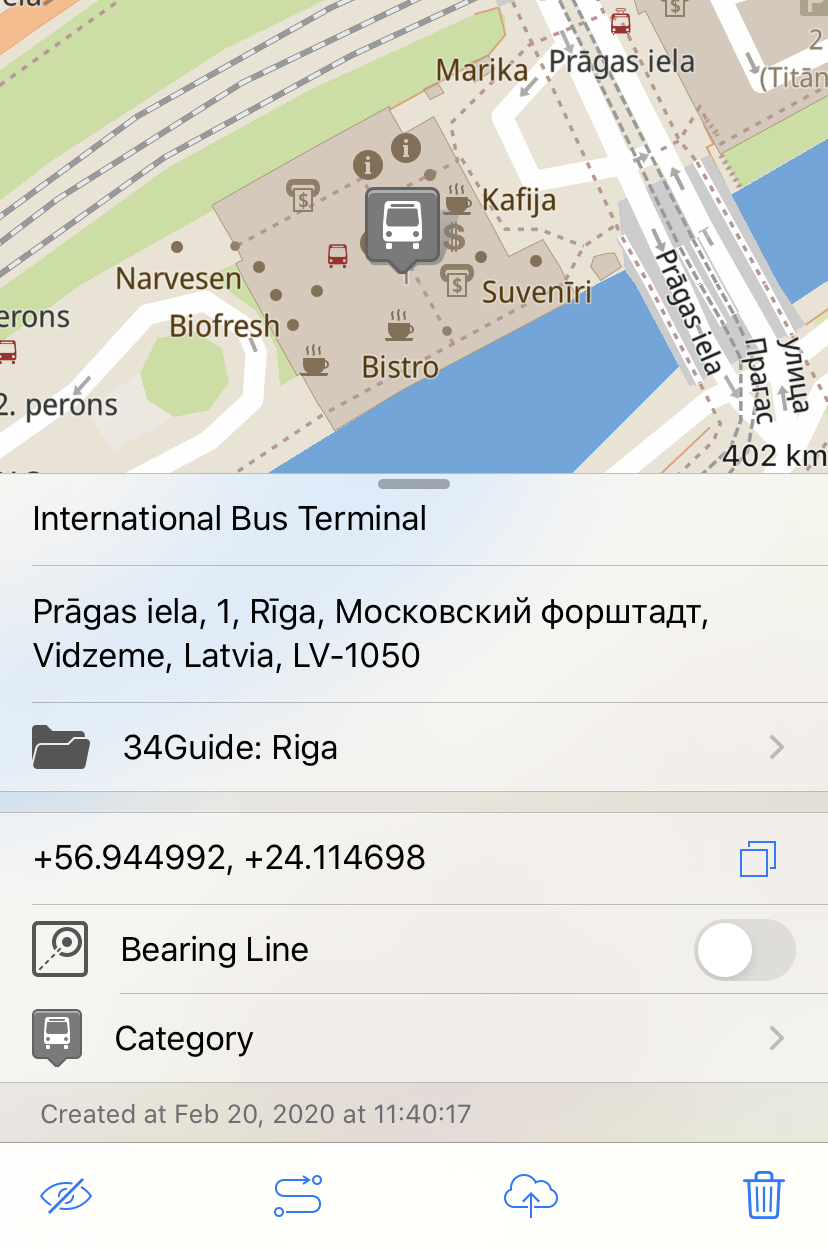 Marika
Prāgas iela
2
(Titān
Kafija
$
$
$
$
Narvesen
Suvenīri
erons
Biofresh
Prāgas iela
Прагас
улица
Bistro
2. perons
402 km
International Bus Terminal
Prāgas iela, 1, Rīga, Московский форштадт,
Vidzeme, Latvia, LV-1050
34Guide: Riga
+56.944992, +24.114698
Bearing Line
Category
Created at Feb 20, 2020 at 11:40:17